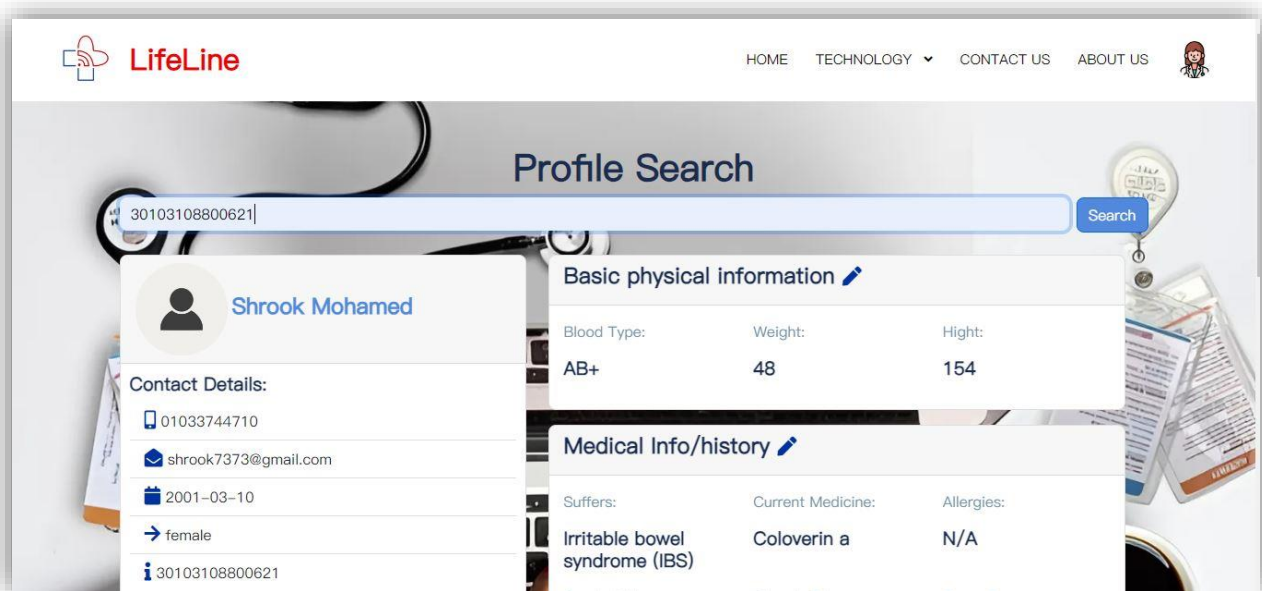 LifeLine
HOME TECHNOLOGY CONTACT US ABOUT US
Profile Search
30103108800621
Search
Shrook Mohamed
Contact Details:
01033744710
shrook7373@gmail.com
2001-03-10
female
30103108800621
Basic physical information
Blood Type: Weight: Hight:
AB+ 48 154
Medical Info/history
Suffers: Current Medicine: Allergies:
Irritable bowel Coloverin a N/A
syndrome (IBS)